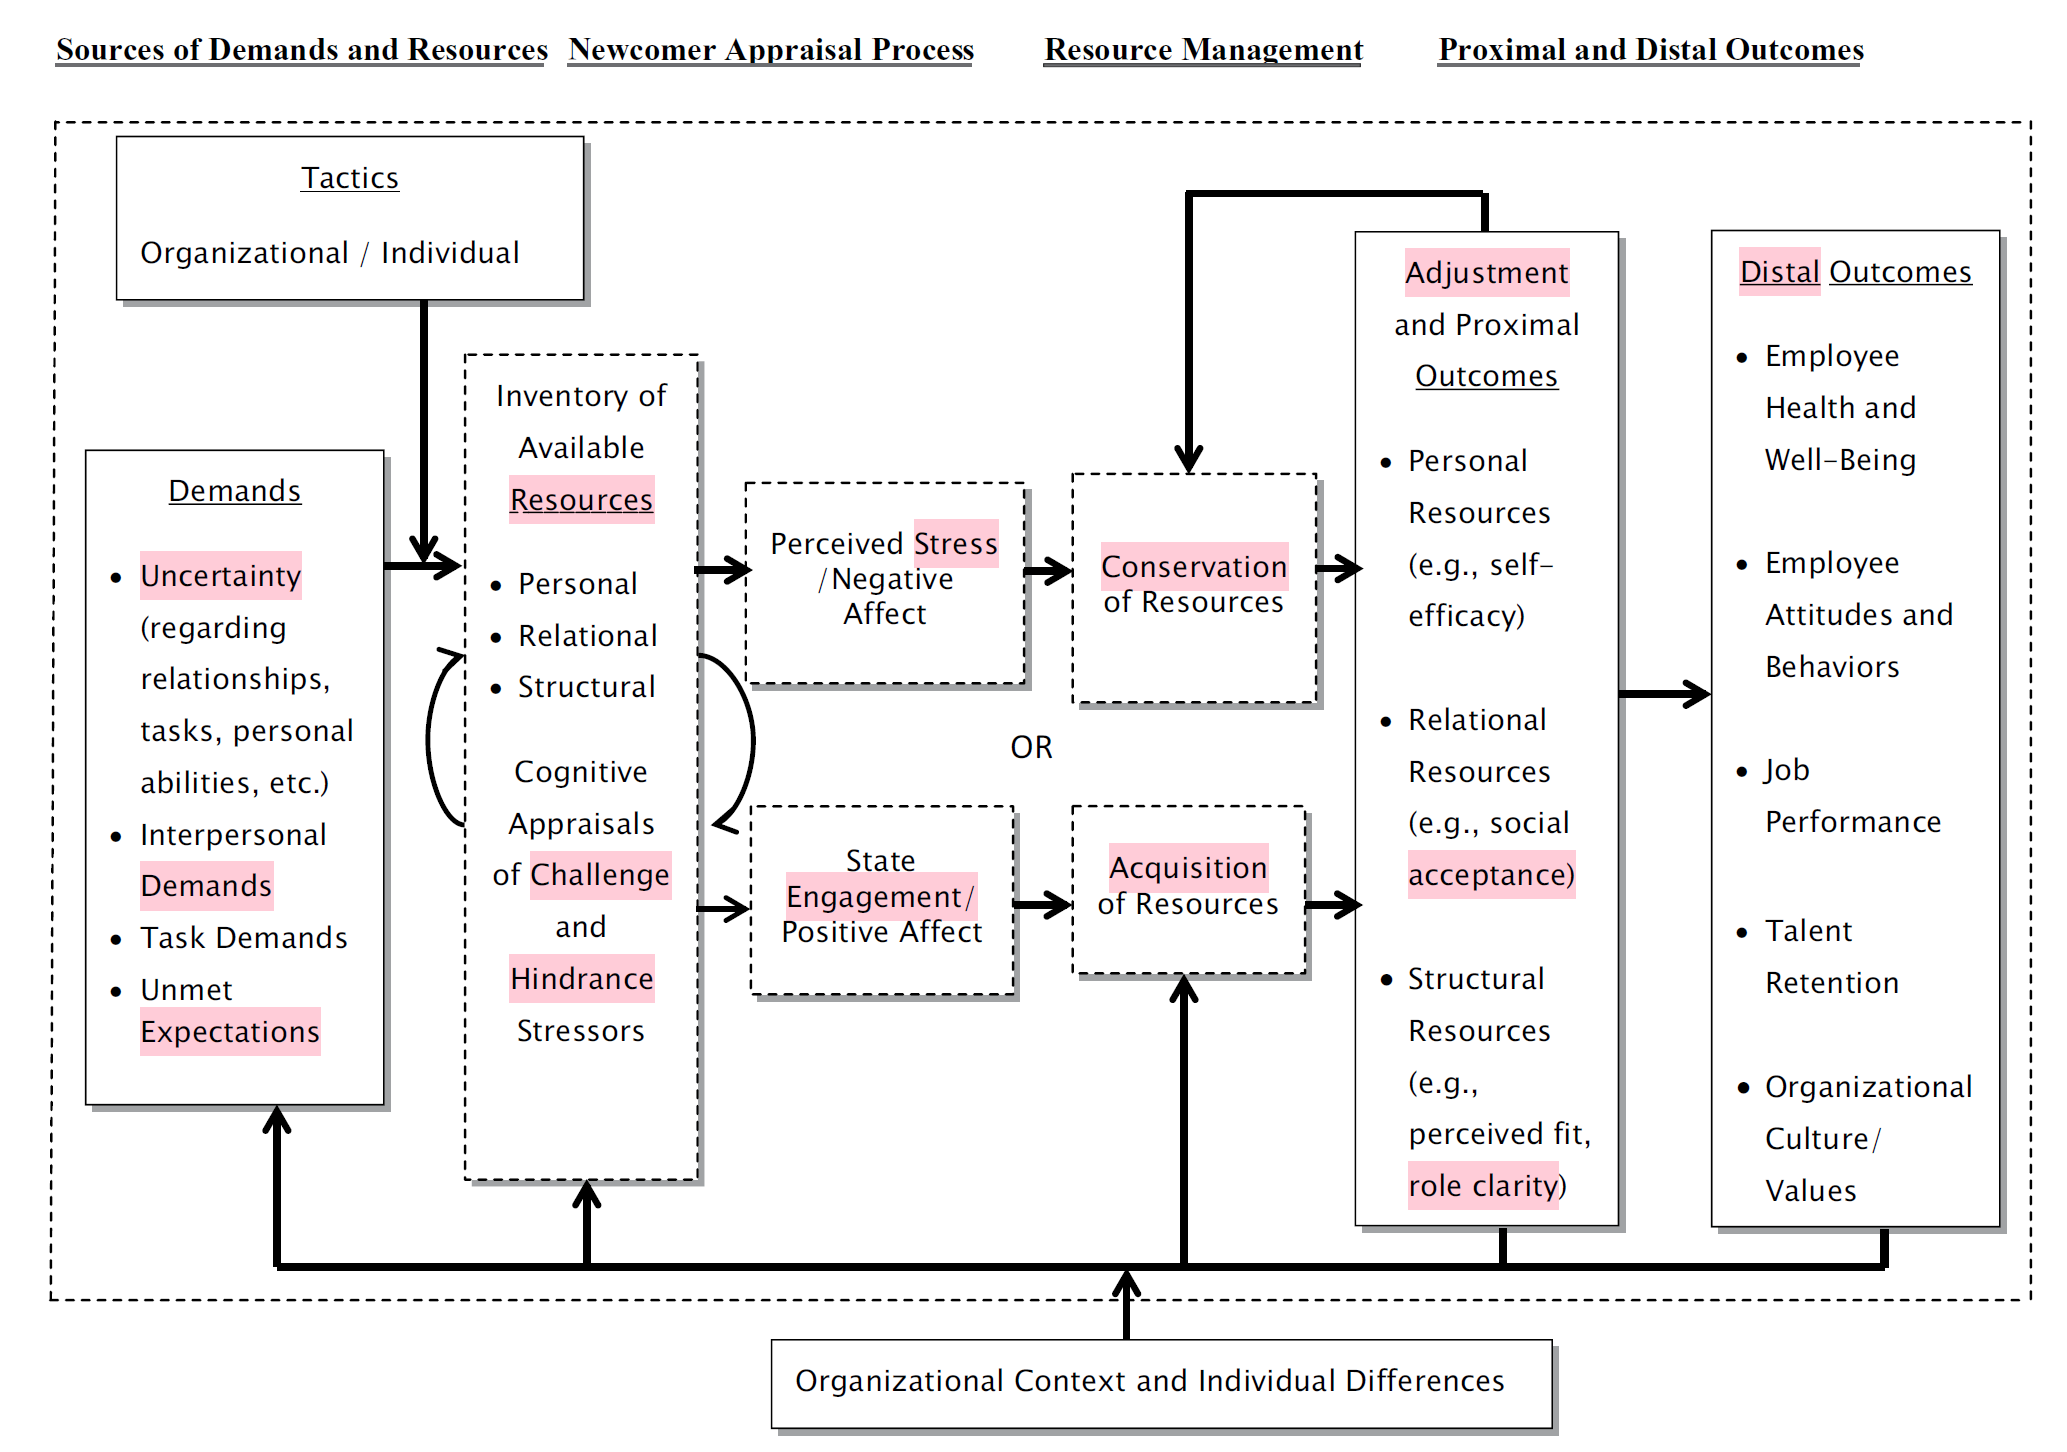 Sources of Demands and Resources Newcomer Appraisal Process Resource Management Proximal and Distal Outcomes
Tactics
Organizational / Individual
Demands
• Uncertainty
(regarding
relationships,
tasks, personal
abilities, etc.)
• Interpersonal
Demands
• Task Demands
• Unmet
Expectations
Inventory of
Available
Resources
• Personal
• Relational
• Structural
Cognitive
Appraisals
of Challenge
and
Hindrance
Stressors
Perceived Stress
/Negative
Affect
Conservation
of Resources
OR
State
Engagement/
Positive Affect
Acquisition
of Resources
Adjustment
and Proximal
Outcomes
• Personal
Resources
(e.g., self-
efficacy)
• Relational
Resources
(e.g., social
acceptance)
• Structural
Resources
(e.g.,
perceived fit,
role clarity)
Distal Outcomes
• Employee
Health and
Well-Being
• Employee
Attitudes and
Behaviors
• Job
Performance
• Talent
Retention
• Organizational
Culture/
Values
Organizational Context and Individual Differences